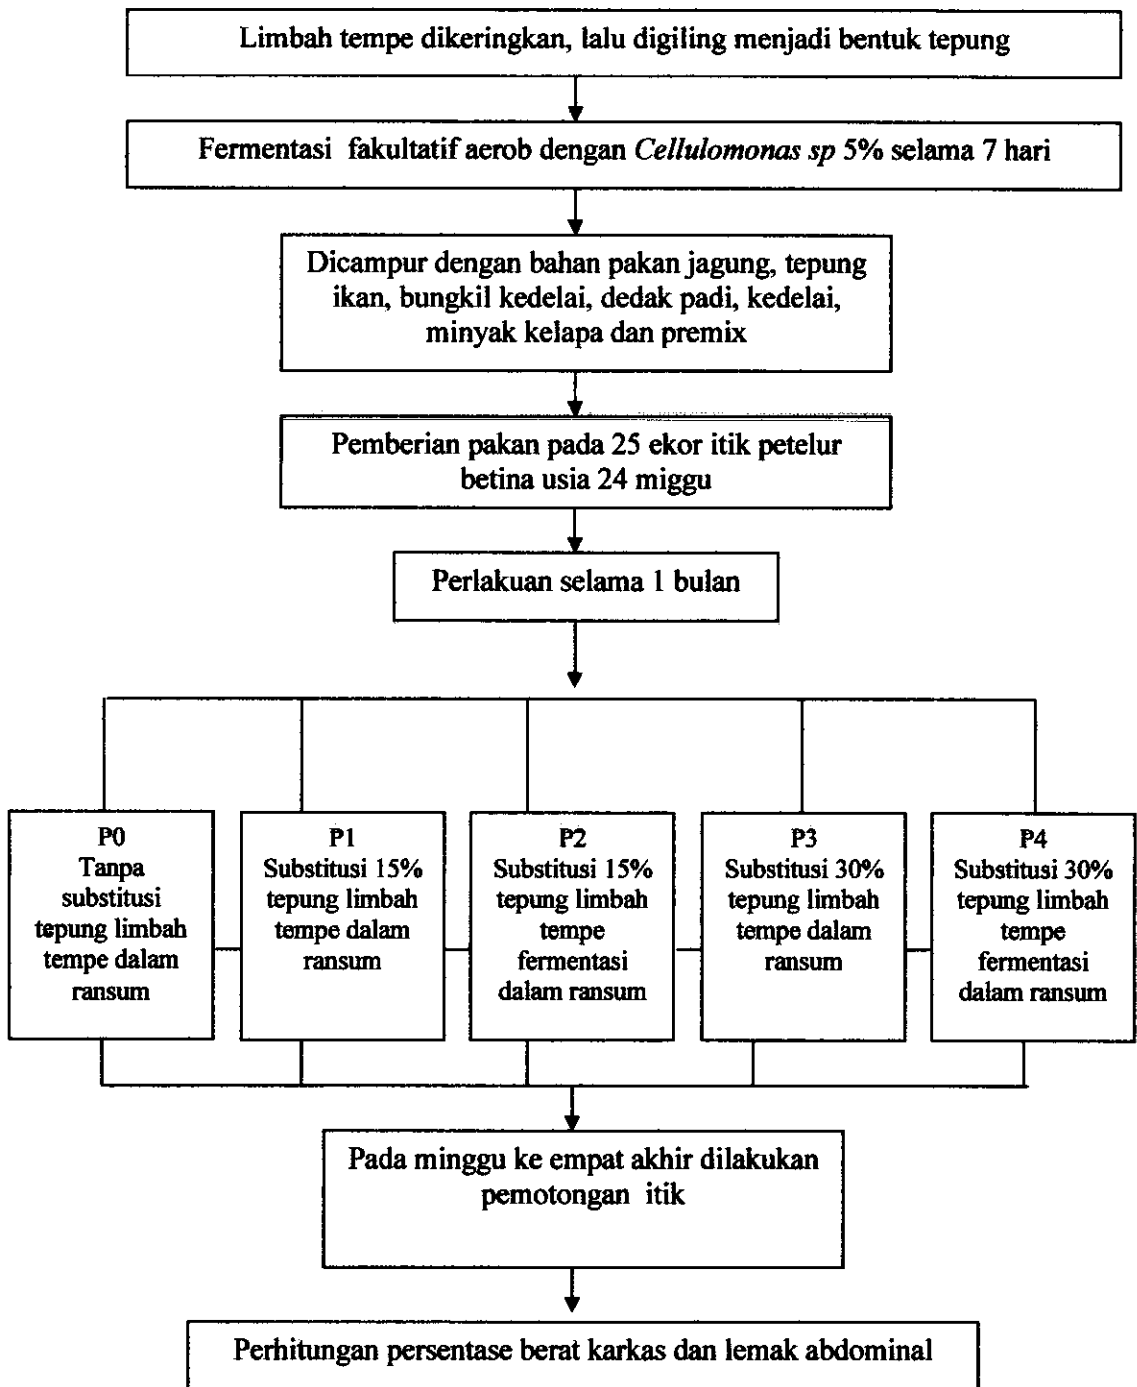 Limbah tempe dikeringkan, lalu digiling menjadi bentuk tepung
Fermentasi fakultatif aerob dengan Cellulomonas sp 5% selama 7 hari
Dicampur dengan bahan pakan jagung, tepung
ikan, bungkil kedelai, dedak padi, kedelai,
minyak kelapa dan premix
Pemberian pakan pada 25 ekor itik petelur
betina usia 24 miggu
Perlakuan selama 1 bulan
P0
Tanpa
substitusi
tepung limbah
tempe dalam
ransum
P1
Substitusi 15%
tepung limbah
tempe dalam
ransum
P2
Substitusi 15%
tepung limbah
tempe
fermentasi
dalam ransum
P3
Substitusi 30%
tepung limbah
tempe dalam
ransum
P4
Substitusi 30%
tepung limbah
tempe
fermentasi
dalam ransum
Pada minggu ke empat akhir dilakukan
pemotongan itik
Perhitungan persentase berat karkas dan lemak abdominal